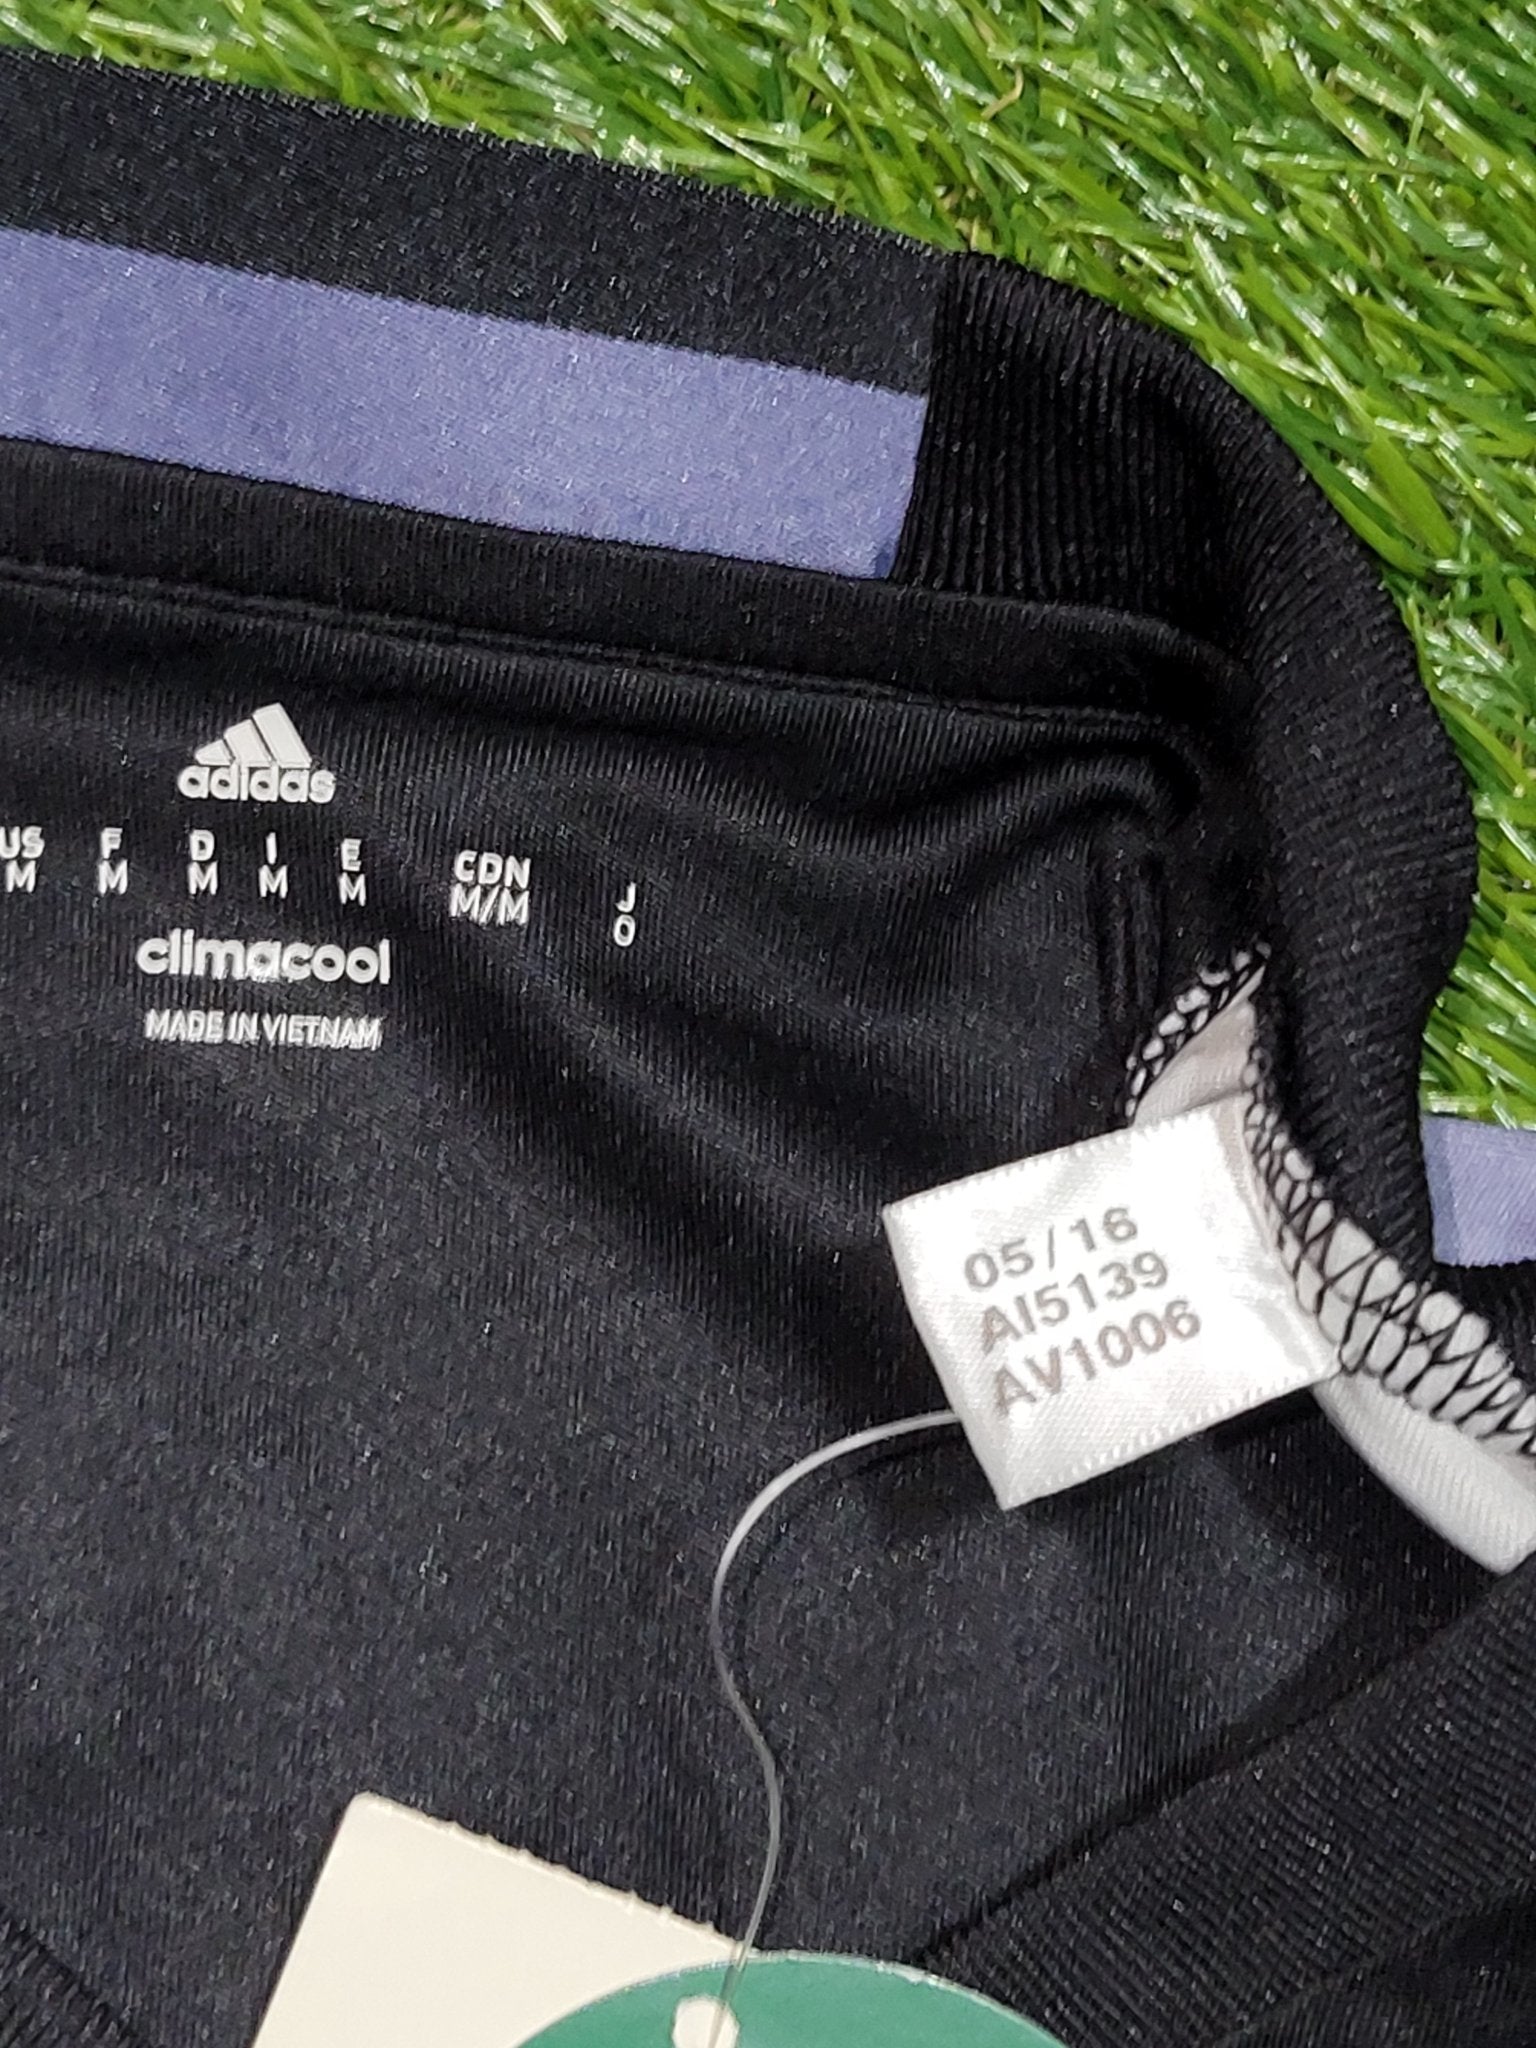 adidas
US F D I E CDN J
M M M M M M/M O
climacool
MADE IN VIETNAM
05/16
AI5139
AV1006